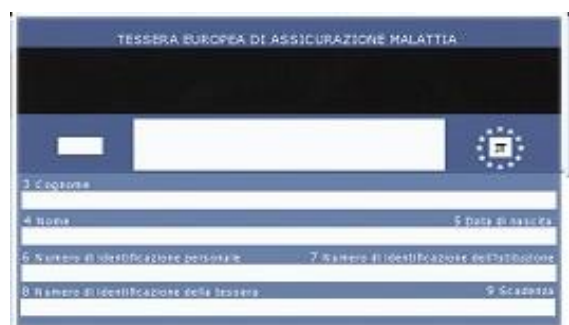 TESSERA EUROPEA DI ASSICURAZIONE MALATTIA
IT
3 Cognome
4 Nome 5 Data di nascita
6 Numero di identificazione personale 7 Numero di identificazione dell'istituzione
8 Numero di identificazione della tessera 9 Scadenza